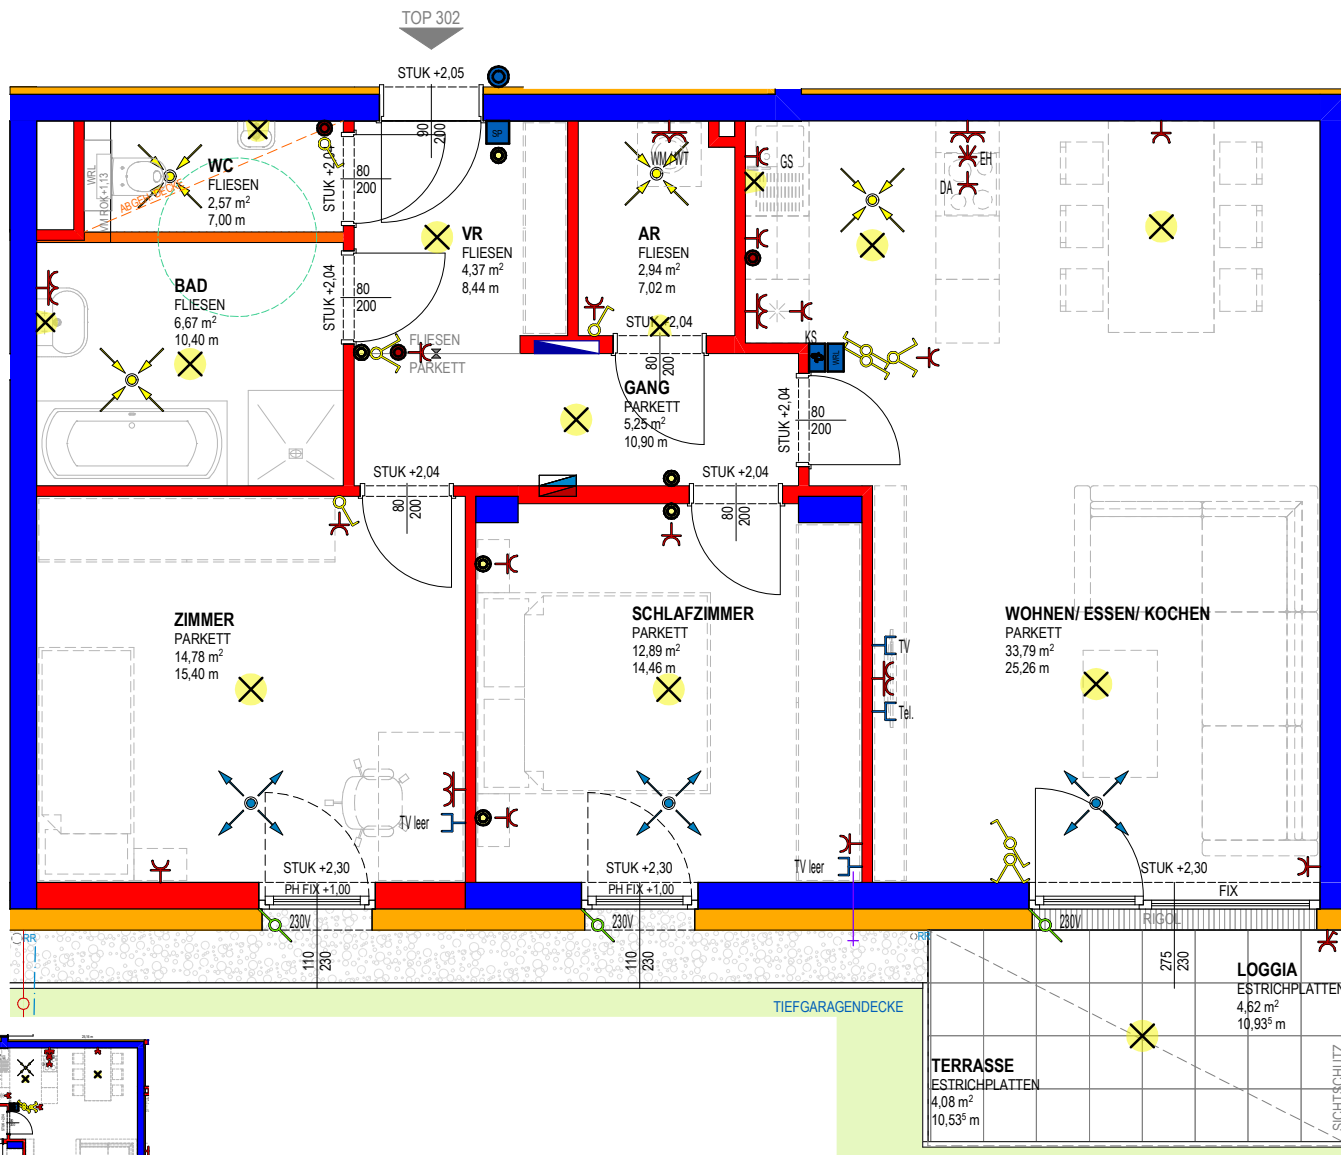 TOP 302
STUK +2,05
90
200
SP
WC
FLIESEN
2,57 m²
7,00 m
WRL
ABGEH. DECKE
80
200
VR
FLIESEN
4,37 m²
8,44 m
AR
FLIESEN
2,94 m²
7,02 m
WM
WT
GS
EH
DA
KS
WRL
STUK +2,04
BAD
FLIESEN
6,67 m²
10,40 m
STUK +2,04
80
200
FLIESEN
PARKETT
STUK +2,04
80
200
GANG
PARKETT
5,25 m²
10,90 m
STUK +2,04
80
200
STUK +2,04
80
200
STUK +2,04
80
200
ZIMMER
PARKETT
14,78 m²
15,40 m
SCHLAFZIMMER
PARKETT
12,89 m²
14,46 m
WOHNEN/ ESSEN/ KOCHEN
PARKETT
33,79 m²
25,26 m
TV
Tel.
TV leer
TV leer
STUK +2,30
PH FIX +1,00
STUK +2,30
PH FIX +1,00
STUK +2,30
FIX
230V
230V
230V
RIGOL
RR
RR
110
230
110
230
275
230
TIEFGARAGENDECKE
LOGGIA
ESTRICHPLATTEN
4,62 m²
10,93⁵ m
TERRASSE
ESTRICHPLATTEN
4,08 m²
10,53⁵ m
SICHTSCHUTZ